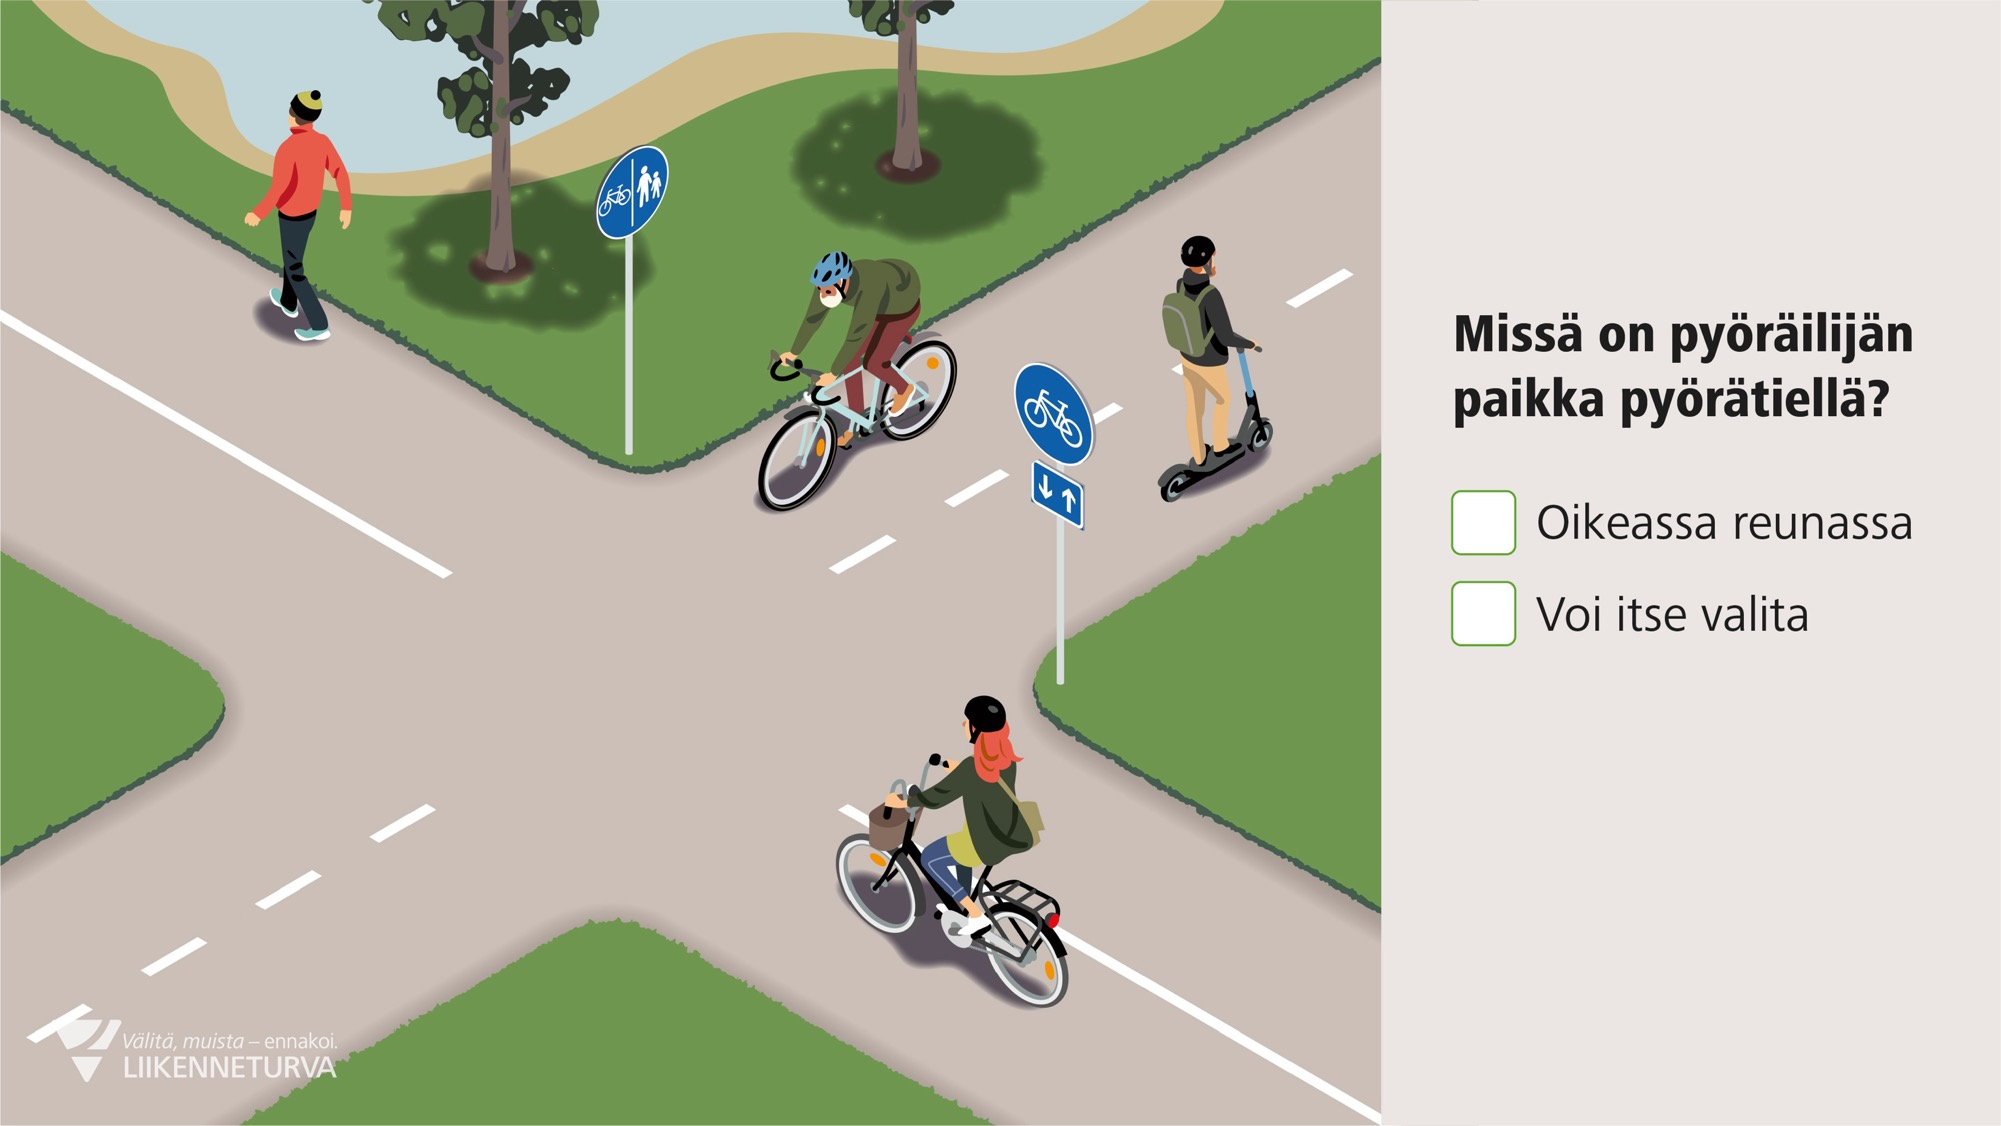 Missä on pyöräilijän
paikka pyörätiellä?
Oikeassa reunassa
Voi itse valita
Välitä, muista – ennakoi.
LIIKENNETURVA